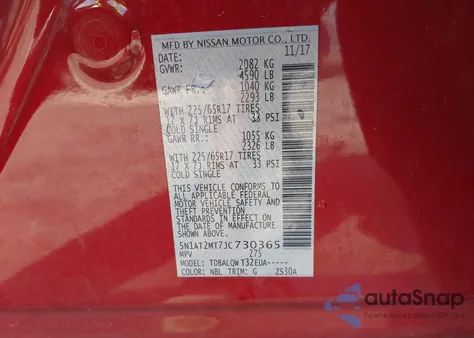 MFD BY NISSAN MOTOR CO., LTD.
DATE: 11/17
GVWR: 2082 KG
4590 LB
GAWR FR.: 1040 KG
2293 LB
WITH 225/65R17 TIRES
17 X 7J RIMS AT 33 PSI
COLD SINGLE
GAWR RR.: 1055 KG
2326 LB
WITH 225/65R17 TIRES
17 X 7J RIMS AT 33 PSI
COLD SINGLE
THIS VEHICLE CONFORMS TO
ALL APPLICABLE FEDERAL
MOTOR VEHICLE SAFETY
STANDARDS IN EFFECT ON
THE DATE OF MANUFACTURE
SHOWN ABOVE.
5N1AT2MT7JC730365
MPV 275
MODEL: TDBALQW T32EUA-----
COLOR: NBL TRIM: G ZS30A
autoSnap